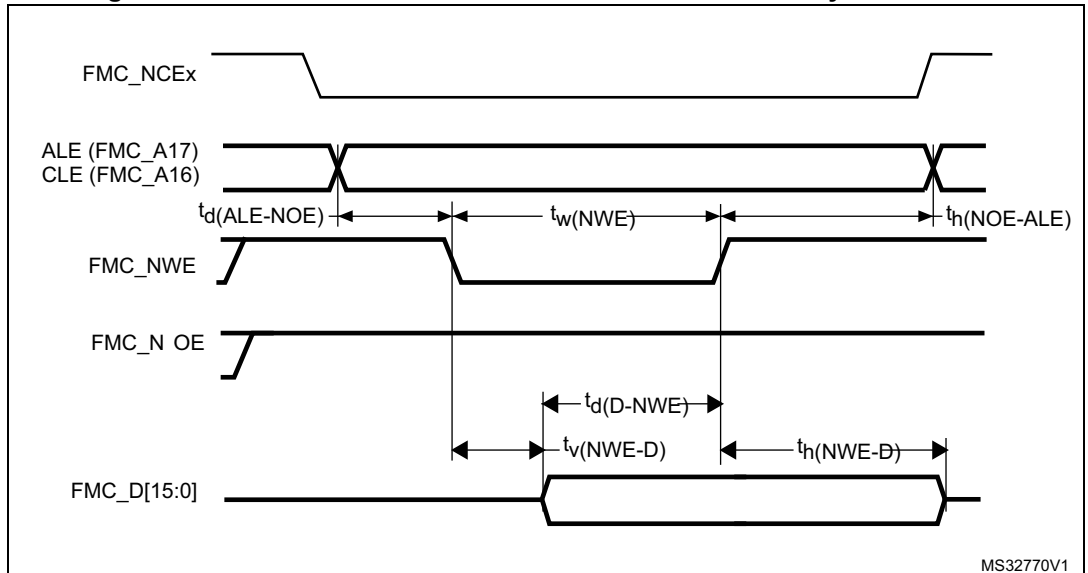 FMC_NCEx
ALE (FMC_A17)
CLE (FMC_A16)
td(ALE-NOE)
tw(NWE)
th(NOE-ALE)
FMC_NWE
FMC_N OE
td(D-NWE)
tv(NWE-D)
th(NWE-D)
FMC_D[15:0]
MS32770V1